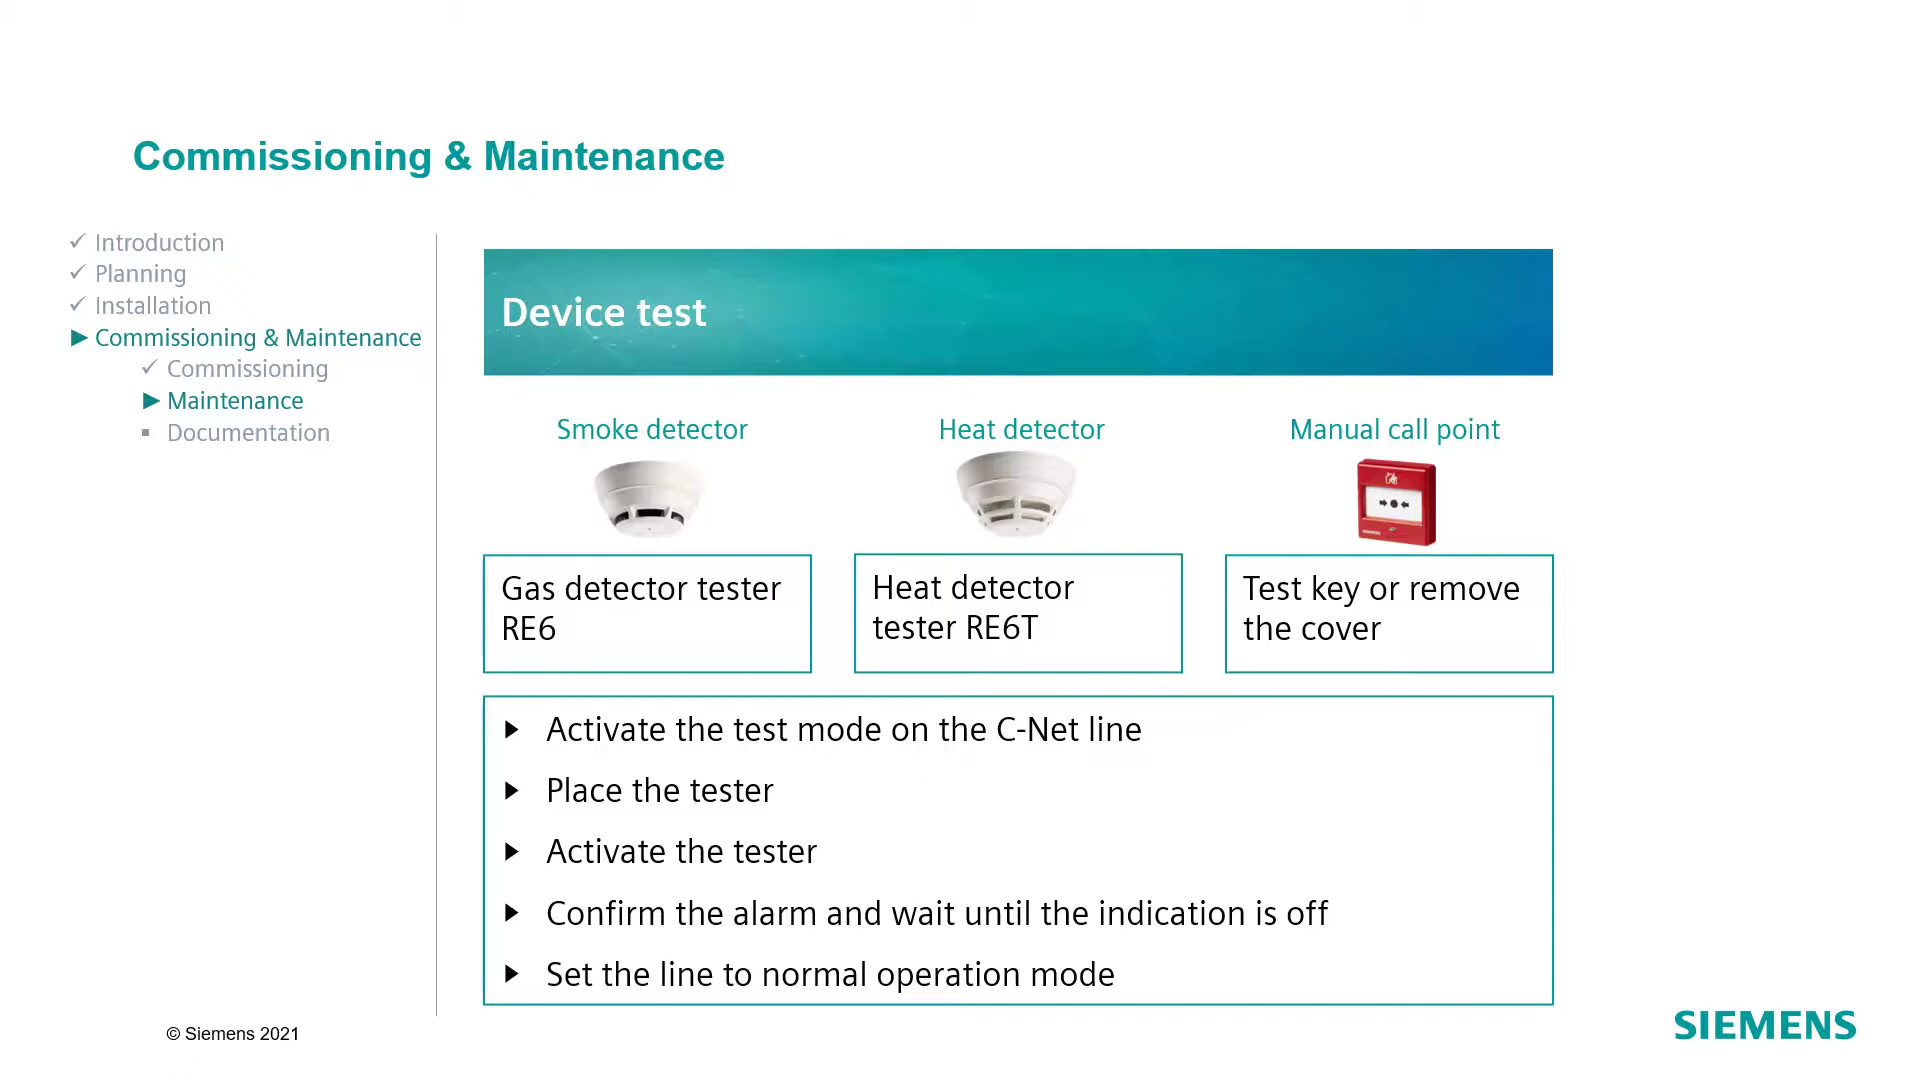 Commissioning & Maintenance
✓ Introduction
✓ Planning
✓ Installation
► Commissioning & Maintenance
✓ Commissioning
► Maintenance
▪ Documentation
Device test
Smoke detector
Heat detector
Manual call point
Gas detector tester
RE6
Heat detector
tester RE6T
Test key or remove
the cover
► Activate the test mode on the C-Net line
► Place the tester
► Activate the tester
► Confirm the alarm and wait until the indication is off
► Set the line to normal operation mode
© Siemens 2021
SIEMENS